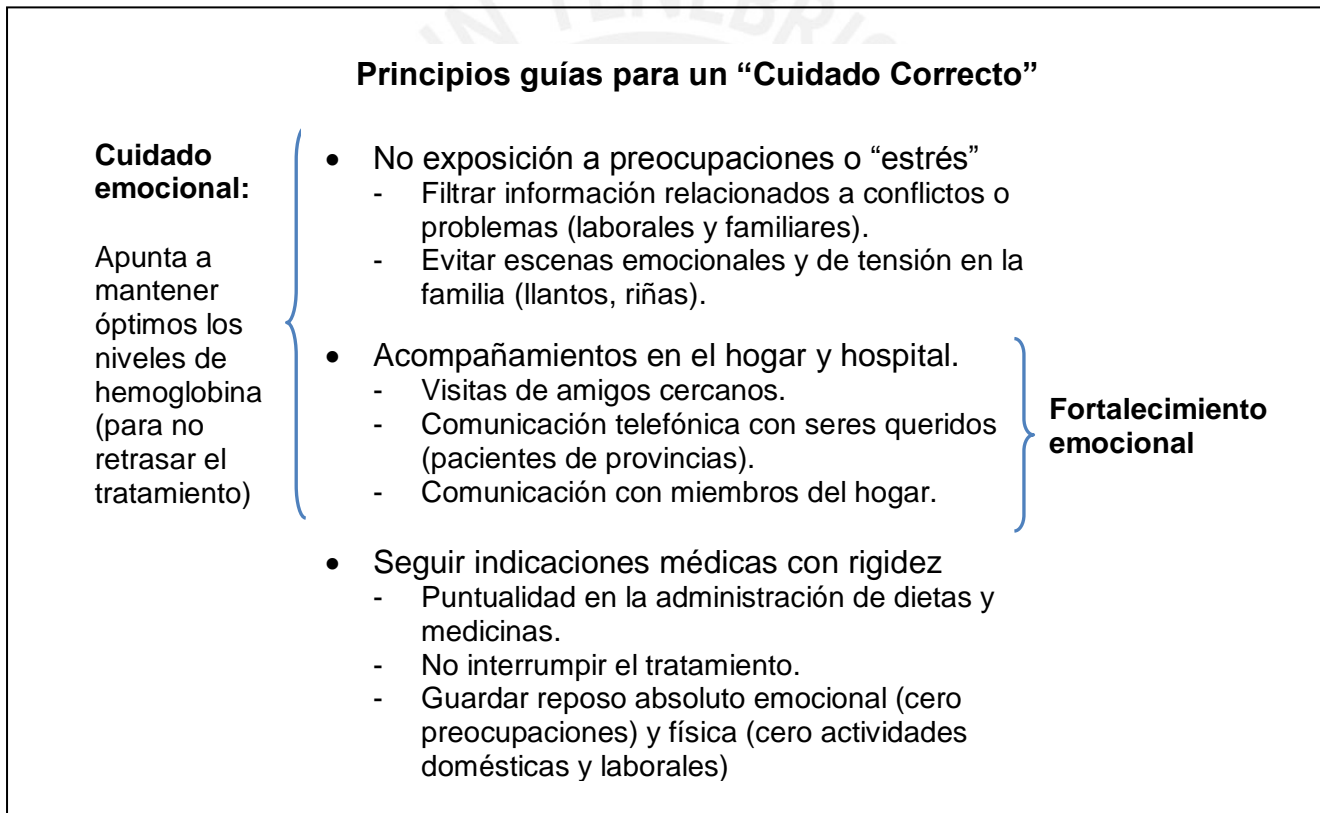 IN TENEBRIS
Principios guías para un “Cuidado Correcto”
Cuidado
emocional:
Apunta a
mantener
óptimos los
niveles de
hemoglobina
(para no
retrasar el
tratamiento)
• No exposición a preocupaciones o “estrés”
- Filtrar información relacionados a conflictos o
problemas (laborales y familiares).
- Evitar escenas emocionales y de tensión en la
familia (llantos, riñas).
• Acompañamientos en el hogar y hospital.
- Visitas de amigos cercanos.
- Comunicación telefónica con seres queridos
(pacientes de provincias).
- Comunicación con miembros del hogar.
Fortalecimiento
emocional
• Seguir indicaciones médicas con rigidez
- Puntualidad en la administración de dietas y
medicinas.
- No interrumpir el tratamiento.
- Guardar reposo absoluto emocional (cero
preocupaciones) y física (cero actividades
domésticas y laborales)